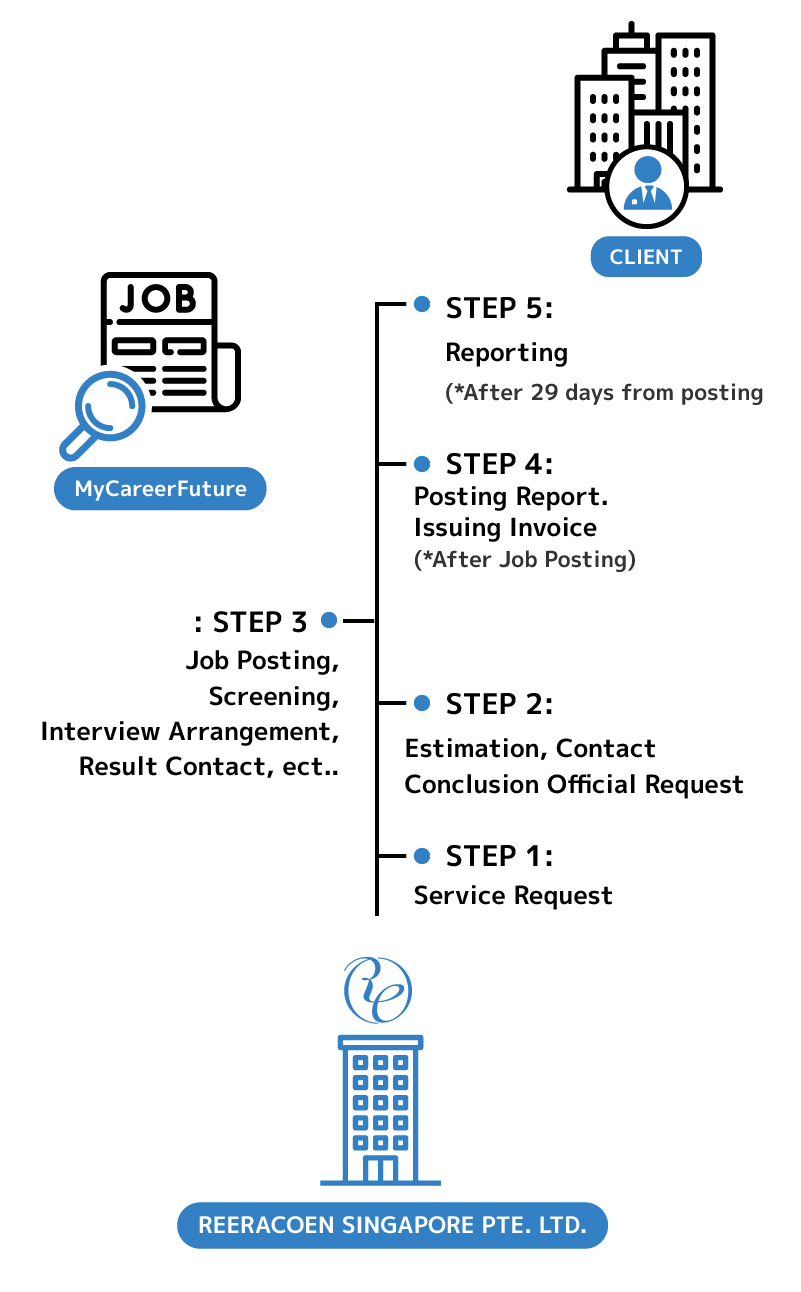 CLIENT
JOB
MyCareerFuture
STEP 5:
Reporting
(*After 29 days from posting
STEP 4:
Posting Report.
Issuing Invoice
(*After Job Posting)
: STEP 3
Job Posting,
Screening,
Interview Arrangement,
Result Contact, ect..
STEP 2:
Estimation, Contact
Conclusion Official Request
STEP 1:
Service Request
RC
REERACOEN SINGAPORE PTE. LTD.